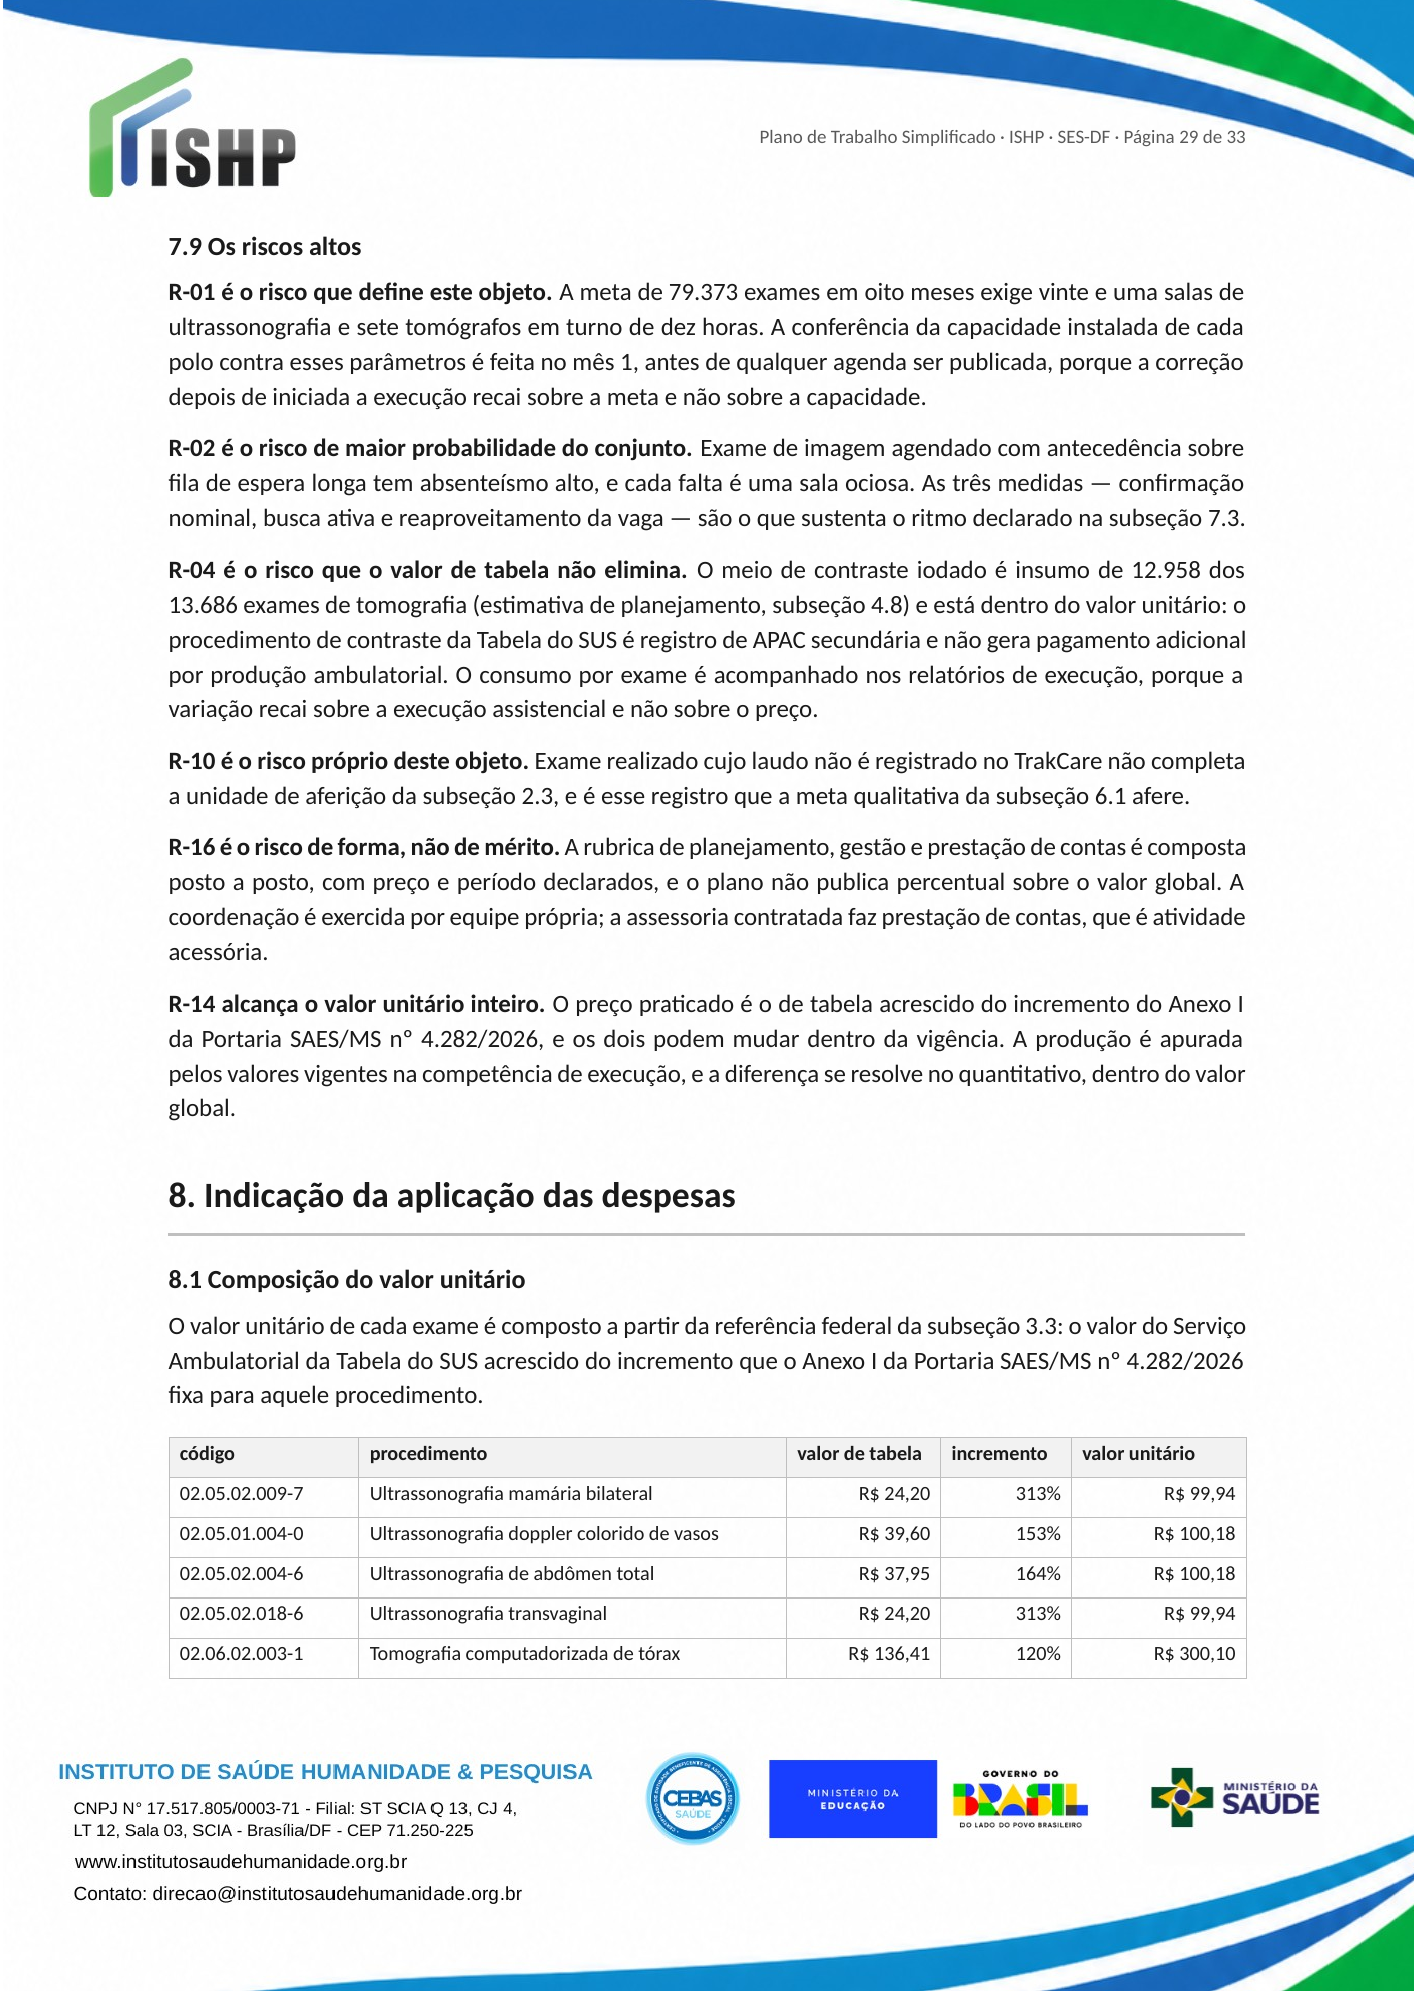 ISHP
Plano de Trabalho Simplificado · ISHP · SES-DF · Página 29 de 33
7.9 Os riscos altos
R-01 é o risco que define este objeto. A meta de 79.373 exames em oito meses exige vinte e uma salas de
ultrassonografia e sete tomógrafos em turno de dez horas. A conferência da capacidade instalada de cada
polo contra esses parâmetros é feita no mês 1, antes de qualquer agenda ser publicada, porque a correção
depois de iniciada a execução recai sobre a meta e não sobre a capacidade.
R-02 é o risco de maior probabilidade do conjunto. Exame de imagem agendado com antecedência sobre
fila de espera longa tem absenteísmo alto, e cada falta é uma sala ociosa. As três medidas — confirmação
nominal, busca ativa e reaproveitamento da vaga — são o que sustenta o ritmo declarado na subseção 7.3.
R-04 é o risco que o valor de tabela não elimina. O meio de contraste iodado é insumo de 12.958 dos
13.686 exames de tomografia (estimativa de planejamento, subseção 4.8) e está dentro do valor unitário: o
procedimento de contraste da Tabela do SUS é registro de APAC secundária e não gera pagamento adicional
por produção ambulatorial. O consumo por exame é acompanhado nos relatórios de execução, porque a
variação recai sobre a execução assistencial e não sobre o preço.
R-10 é o risco próprio deste objeto. Exame realizado cujo laudo não é registrado no TrakCare não completa
a unidade de aferição da subseção 2.3, e é esse registro que a meta qualitativa da subseção 6.1 afere.
R-16 é o risco de forma, não de mérito. A rubrica de planejamento, gestão e prestação de contas é composta
posto a posto, com preço e período declarados, e o plano não publica percentual sobre o valor global. A
coordenação é exercida por equipe própria; a assessoria contratada faz prestação de contas, que é atividade
acessória.
R-14 alcança o valor unitário inteiro. O preço praticado é o de tabela acrescido do incremento do Anexo I
da Portaria SAES/MS nº 4.282/2026, e os dois podem mudar dentro da vigência. A produção é apurada
pelos valores vigentes na competência de execução, e a diferença se resolve no quantitativo, dentro do valor
global.
8. Indicação da aplicação das despesas
8.1 Composição do valor unitário
O valor unitário de cada exame é composto a partir da referência federal da subseção 3.3: o valor do Serviço
Ambulatorial da Tabela do SUS acrescido do incremento que o Anexo I da Portaria SAES/MS nº 4.282/2026
fixa para aquele procedimento.
código procedimento valor de tabela incremento valor unitário
02.05.02.009-7 Ultrassonografia mamária bilateral R$ 24,20 313% R$ 99,94
02.05.01.004-0 Ultrassonografia doppler colorido de vasos R$ 39,60 153% R$ 100,18
02.05.02.004-6 Ultrassonografia de abdômen total R$ 37,95 164% R$ 100,18
02.05.02.018-6 Ultrassonografia transvaginal R$ 24,20 313% R$ 99,94
02.06.02.003-1 Tomografia computadorizada de tórax R$ 136,41 120% R$ 300,10
INSTITUTO DE SAÚDE HUMANIDADE & PESQUISA
CNPJ N° 17.517.805/0003-71 - Filial: ST SCIA Q 13, CJ 4,
LT 12, Sala 03, SCIA - Brasília/DF - CEP 71.250-225
www.institutosaudehumanidade.org.br
Contato: direcao@institutosaudehumanidade.org.br
CEBAS
SAÚDE
MINISTÉRIO DA
EDUCAÇÃO
GOVERNO DO
BRASIL
DO LADO DO POVO BRASILEIRO
MINISTÉRIO DA
SAÚDE